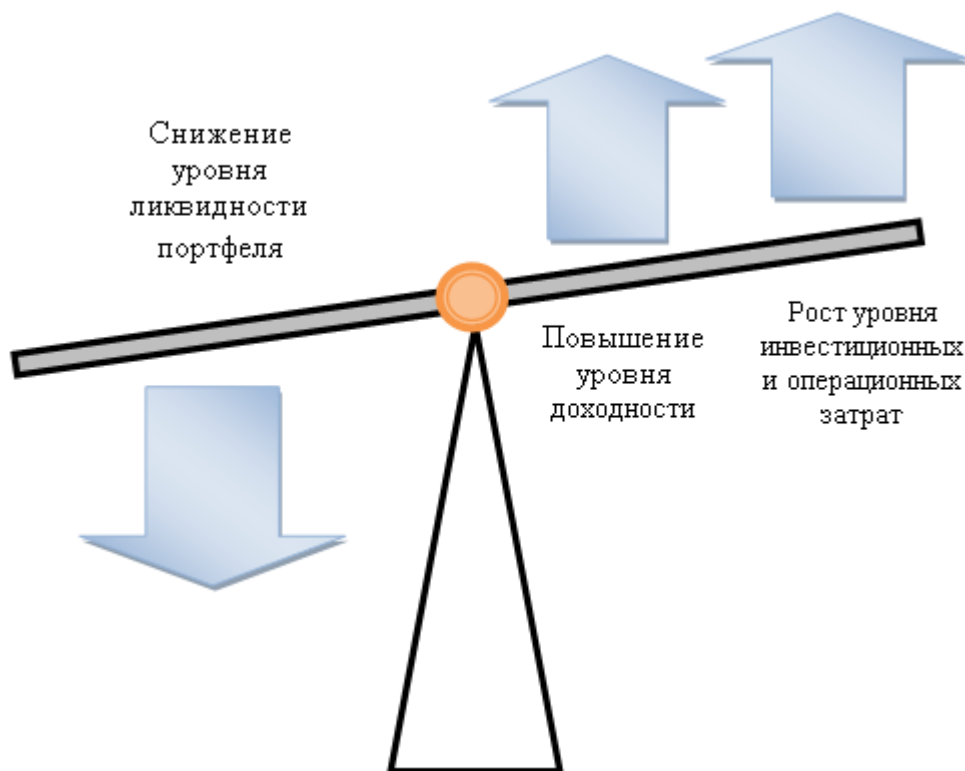 Снижение
уровня
ликвидности
портфеля
Повышение
уровня
доходности
Рост уровня
инвестиционных
и операционных
затрат